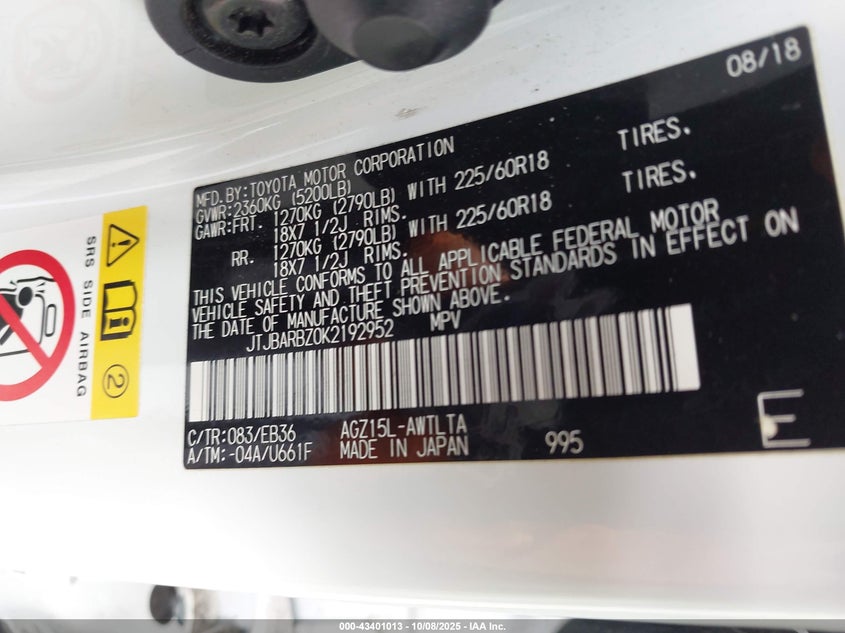 08/18
MFD.BY:TOYOTA MOTOR CORPORATION
GVWR:2360KG (5200LB)
GAWR:FRT. 1270KG (2790LB) WITH 225/60R18 TIRES.
18X7 1/2J RIMS.
RR. 1270KG (2790LB) WITH 225/60R18 TIRES.
18X7 1/2J RIMS.
THIS VEHICLE CONFORMS TO ALL APPLICABLE FEDERAL MOTOR
VEHICLE SAFETY AND THEFT PREVENTION STANDARDS IN EFFECT ON
THE DATE OF MANUFACTURE SHOWN ABOVE.
JTJBARBZ0K2192952 MPV
C/TR:083/EB36 AGZ15L-AWTLTA
A/TM:-04A/U661F MADE IN JAPAN 995
E
SRS SIDE AIRBAG
2
000-43401013 - 10/08/2025 - IAA Inc.